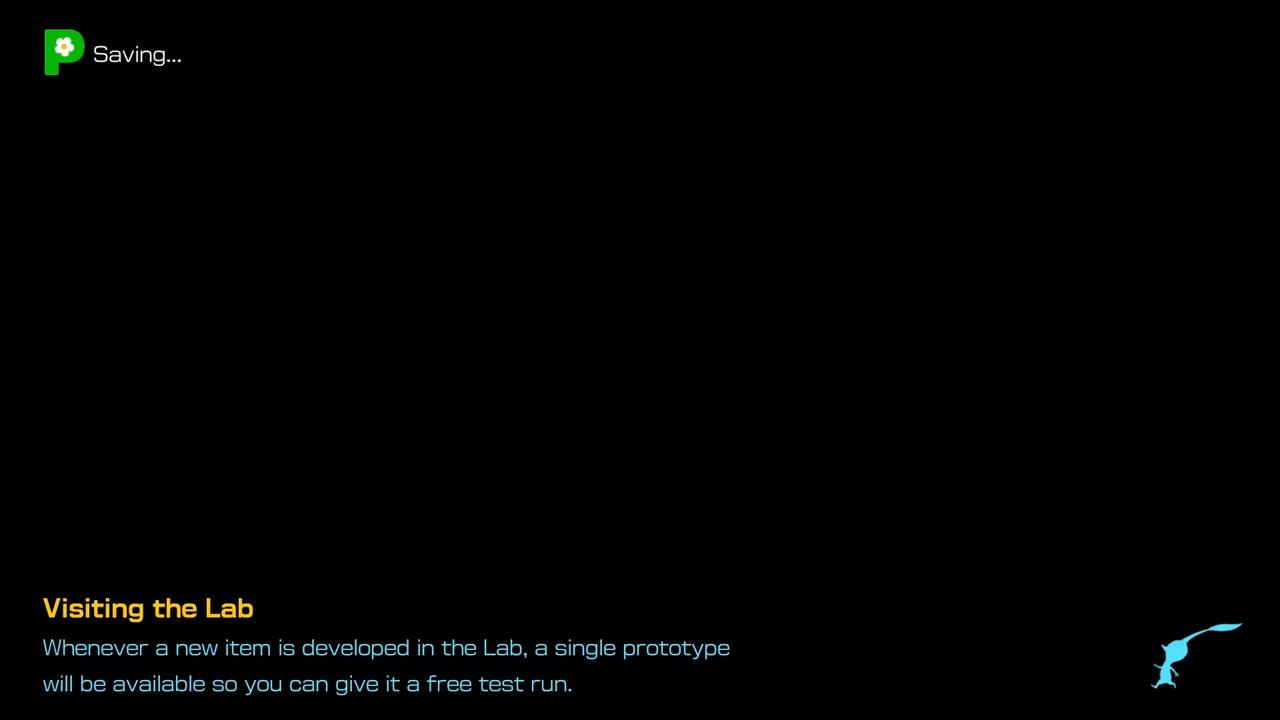 Saving...
Visiting the Lab
Whenever a new item is developed in the Lab, a single prototype
will be available so you can give it a free test run.